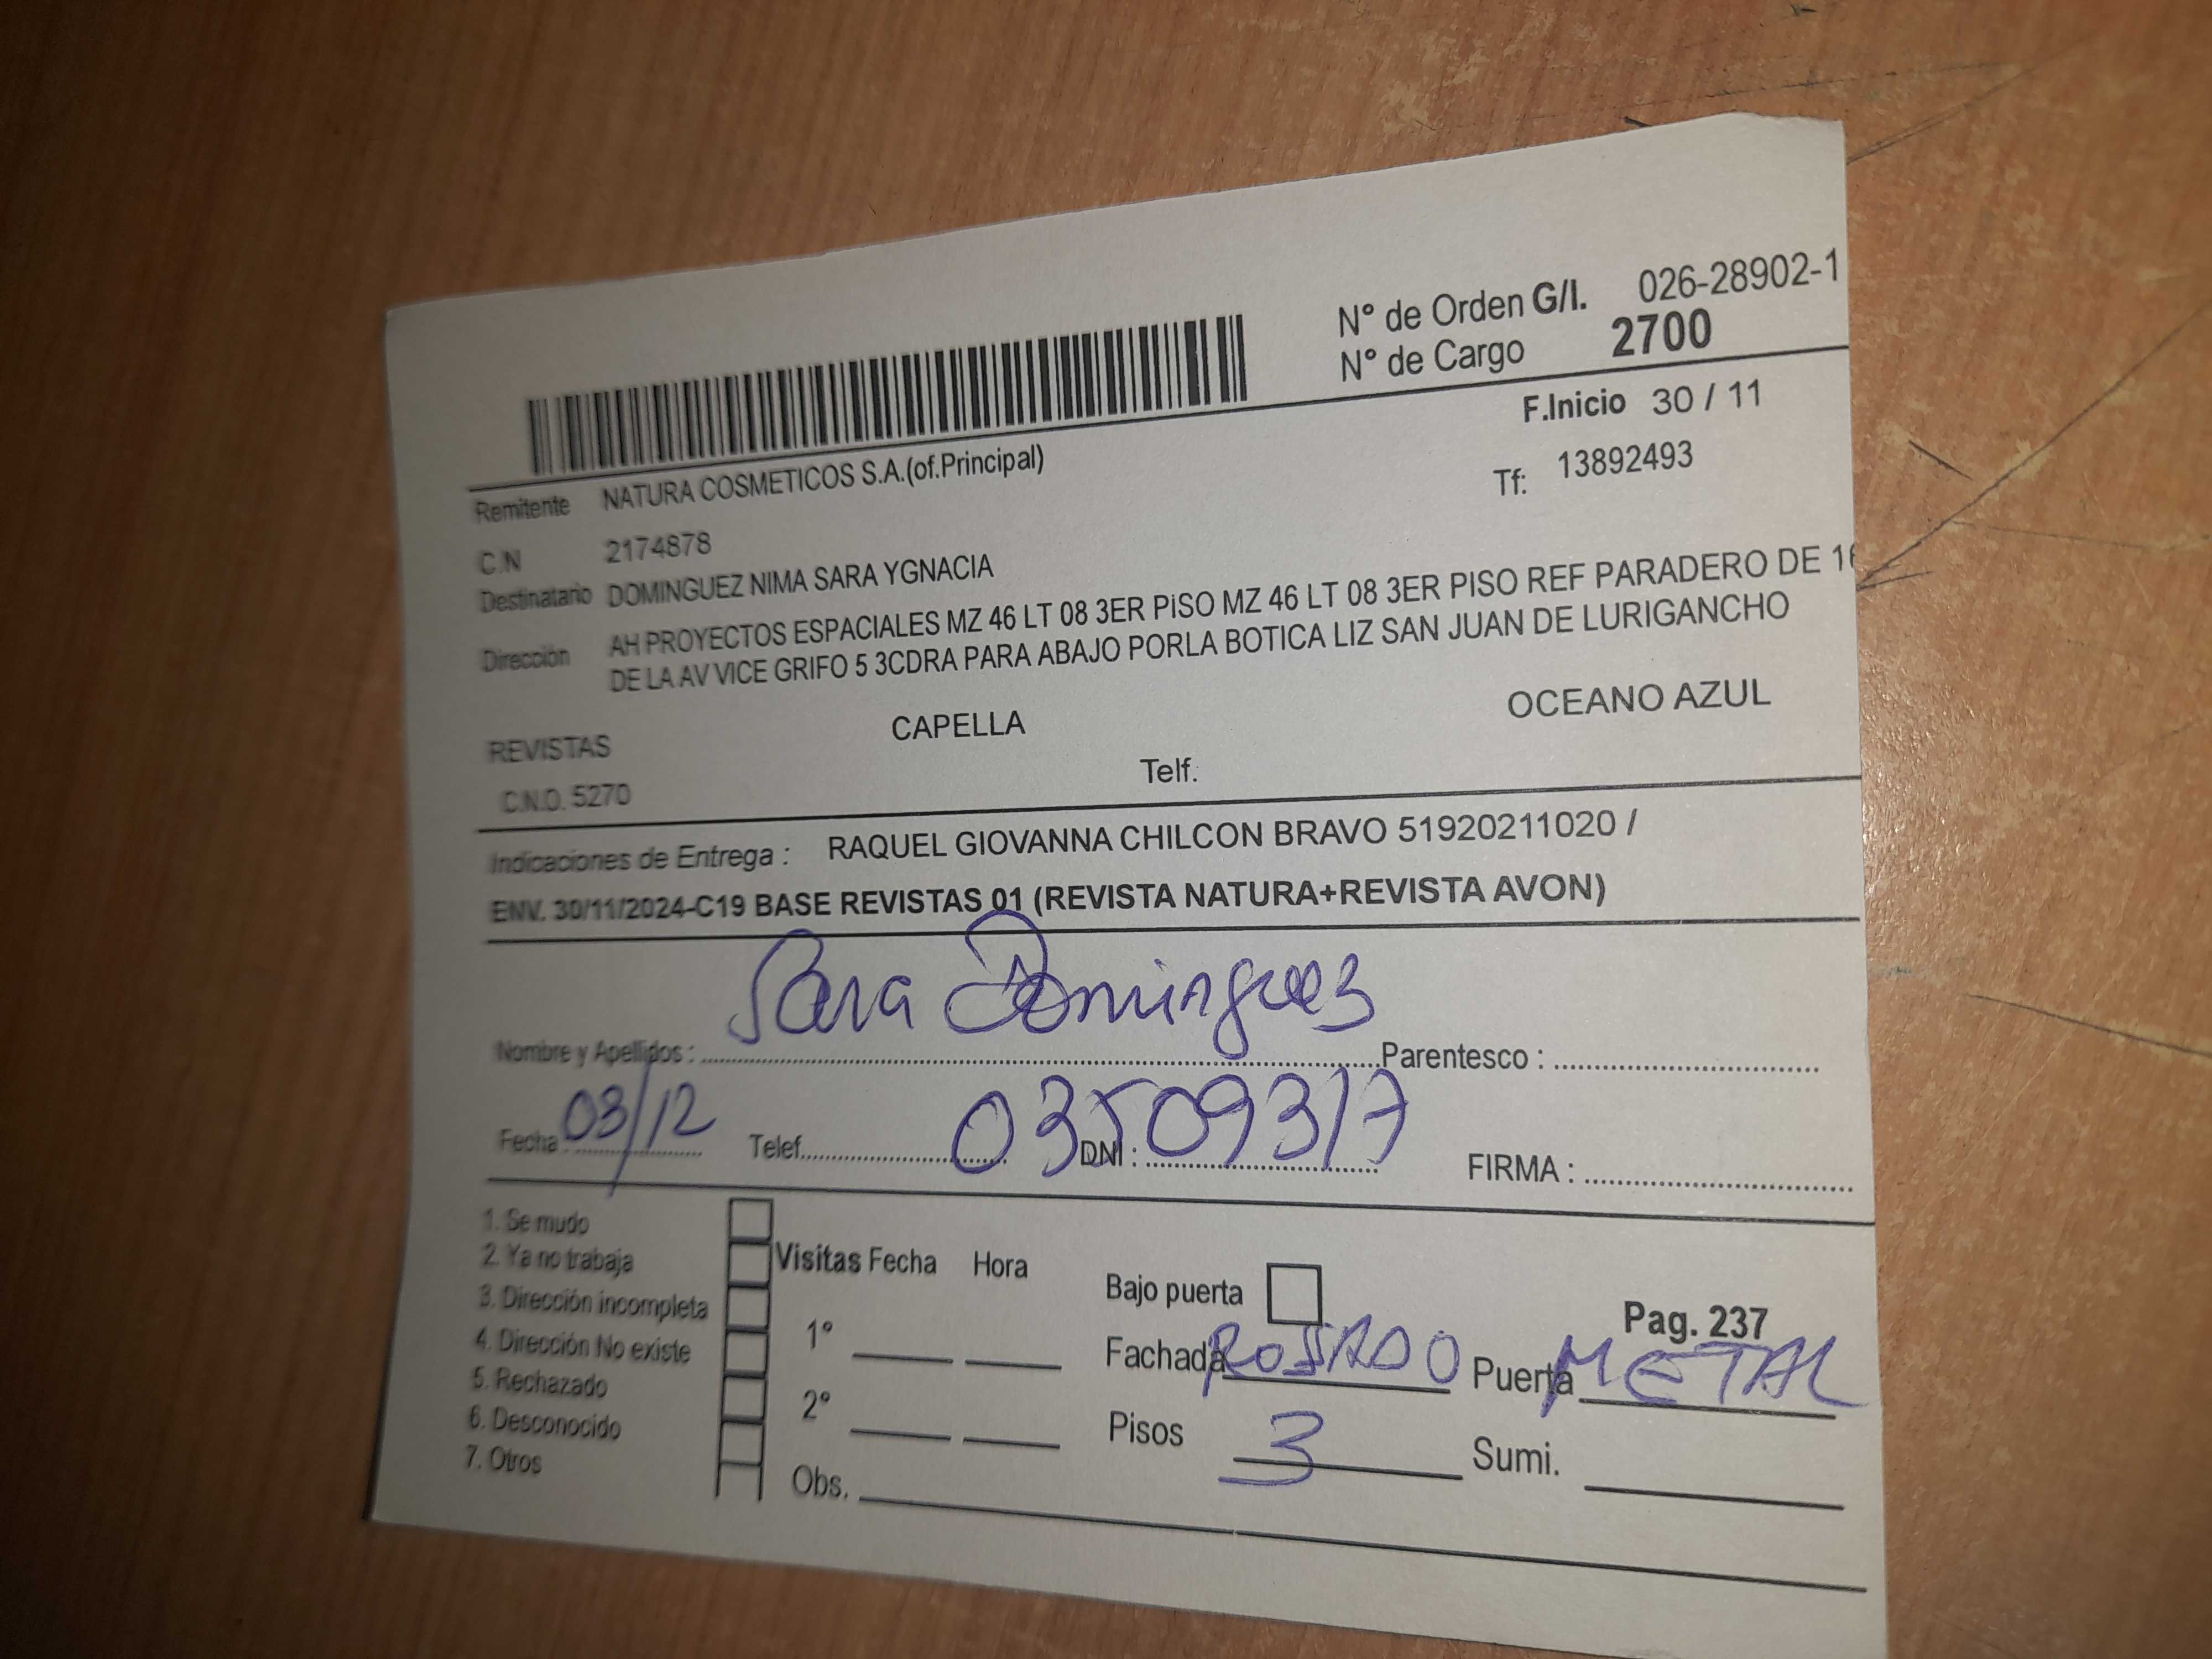 N° de Orden G/I. 026-28902-1
N° de Cargo 2700
F.Inicio 30 / 11
Remitente NATURA COSMETICOS S.A.(of.Principal)
Tf: 13892493
C.N 2174878
Destinatario DOMINGUEZ NIMA SARA YGNACIA
Dirección AH PROYECTOS ESPACIALES MZ 46 LT 08 3ER PISO MZ 46 LT 08 3ER PISO REF PARADERO DE
DE LA AV VICE GRIFO 5 3CDRA PARA ABAJO PORLA BOTICA LIZ SAN JUAN DE LURIGANCHO
REVISTAS CAPELLA OCEANO AZUL
C.N.O. 5270 Telf.
Indicaciones de Entrega : RAQUEL GIOVANNA CHILCON BRAVO 51920211020 /
ENV. 30/11/2024-C19 BASE REVISTAS 01 (REVISTA NATURA+REVISTA AVON)
Nombre y Apellidos : Sara Dominguez Parentesco :
Fecha : 03/12 Telef. DNI : 03509317 FIRMA :
1. Se mudo
2. Ya no trabaja
3. Dirección incompleta
4. Dirección No existe
5. Rechazado
6. Desconocido
7. Otros
Visitas Fecha Hora
1°
2°
Obs.
Bajo puerta Pag. 237
Fachada ROSADO Puerta METAL
Pisos 3 Sumi.